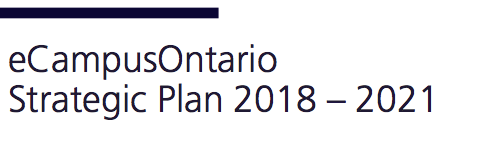 eCampusOntario
Strategic Plan 2018 – 2021